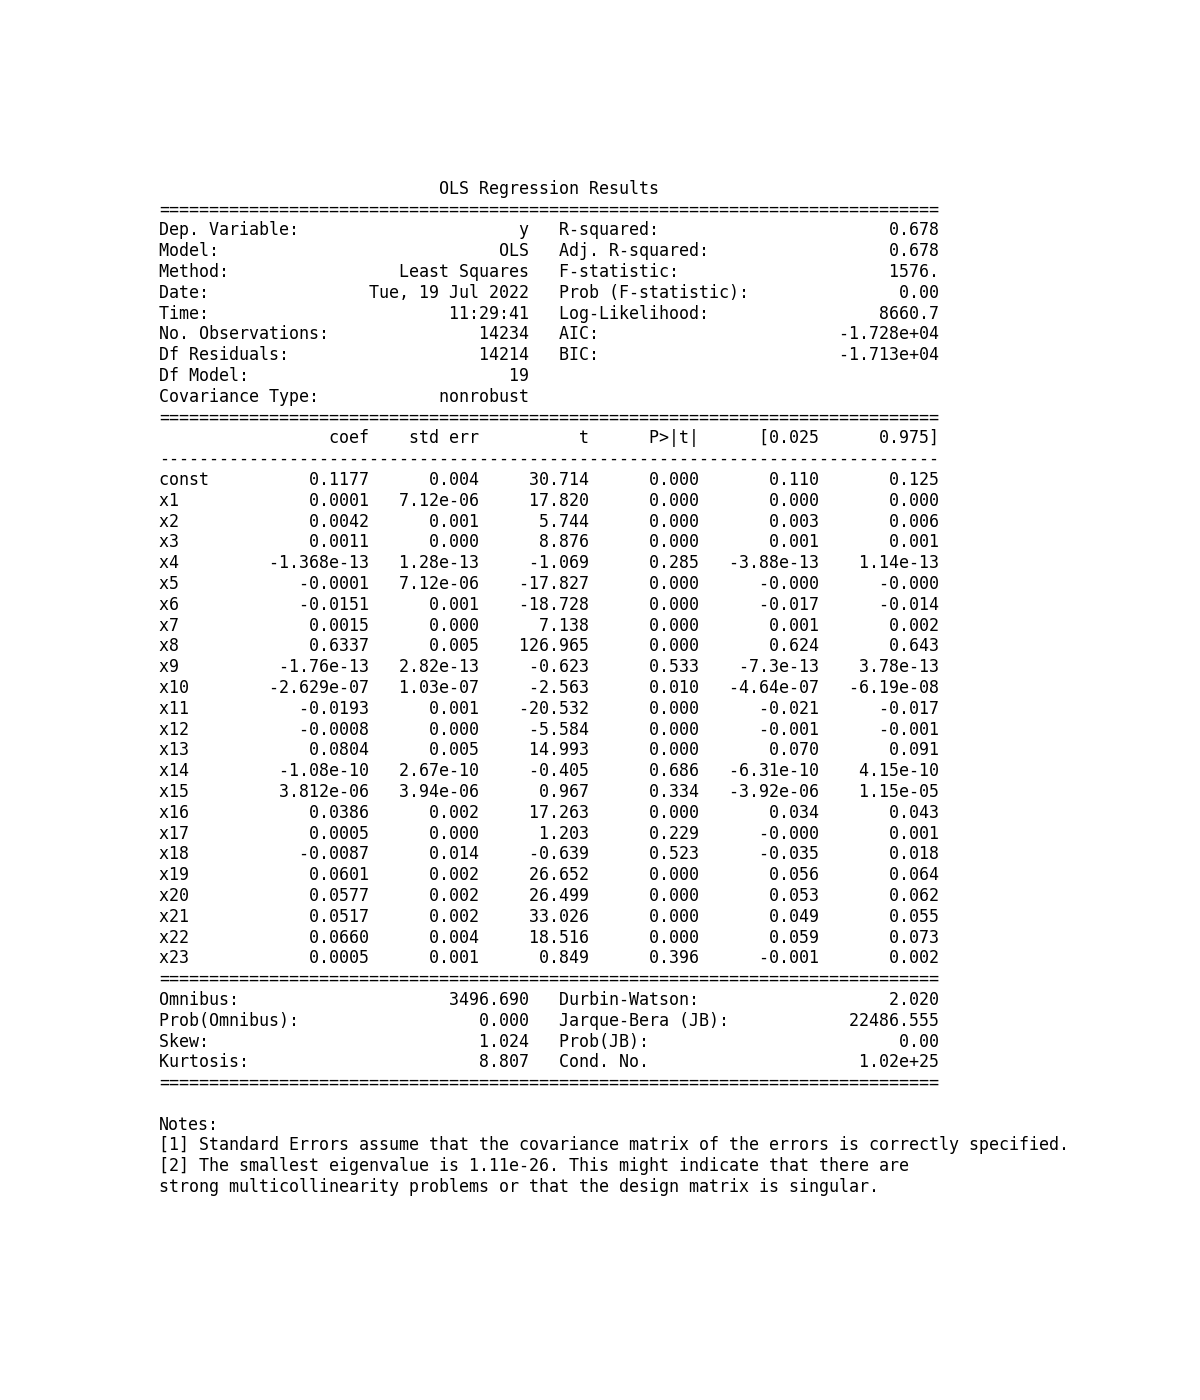 OLS Regression Results
==============================================================================
Dep. Variable:                      y   R-squared:                       0.678
Model:                            OLS   Adj. R-squared:                  0.678
Method:                 Least Squares   F-statistic:                     1576.
Date:                Tue, 19 Jul 2022   Prob (F-statistic):               0.00
Time:                        11:29:41   Log-Likelihood:                 8660.7
No. Observations:               14234   AIC:                        -1.728e+04
Df Residuals:                   14214   BIC:                        -1.713e+04
Df Model:                          19
Covariance Type:            nonrobust
==============================================================================
                 coef    std err          t      P>|t|      [0.025      0.975]
------------------------------------------------------------------------------
const          0.1177      0.004     30.714      0.000       0.110       0.125
x1             0.0001   7.12e-06     17.820      0.000       0.000       0.000
x2             0.0042      0.001      5.744      0.000       0.003       0.006
x3             0.0011      0.000      8.876      0.000       0.001       0.001
x4         -1.368e-13   1.28e-13     -1.069      0.285   -3.88e-13    1.14e-13
x5            -0.0001   7.12e-06    -17.827      0.000      -0.000      -0.000
x6            -0.0151      0.001    -18.728      0.000      -0.017      -0.014
x7             0.0015      0.000      7.138      0.000       0.001       0.002
x8             0.6337      0.005    126.965      0.000       0.624       0.643
x9          -1.76e-13   2.82e-13     -0.623      0.533    -7.3e-13    3.78e-13
x10        -2.629e-07   1.03e-07     -2.563      0.010   -4.64e-07   -6.19e-08
x11           -0.0193      0.001    -20.532      0.000      -0.021      -0.017
x12           -0.0008      0.000     -5.584      0.000      -0.001      -0.001
x13            0.0804      0.005     14.993      0.000       0.070       0.091
x14         -1.08e-10   2.67e-10     -0.405      0.686   -6.31e-10    4.15e-10
x15         3.812e-06   3.94e-06      0.967      0.334   -3.92e-06    1.15e-05
x16            0.0386      0.002     17.263      0.000       0.034       0.043
x17            0.0005      0.000      1.203      0.229      -0.000       0.001
x18           -0.0087      0.014     -0.639      0.523      -0.035       0.018
x19            0.0601      0.002     26.652      0.000       0.056       0.064
x20            0.0577      0.002     26.499      0.000       0.053       0.062
x21            0.0517      0.002     33.026      0.000       0.049       0.055
x22            0.0660      0.004     18.516      0.000       0.059       0.073
x23            0.0005      0.001      0.849      0.396      -0.001       0.002
==============================================================================
Omnibus:                     3496.690   Durbin-Watson:                   2.020
Prob(Omnibus):                  0.000   Jarque-Bera (JB):            22486.555
Skew:                           1.024   Prob(JB):                         0.00
Kurtosis:                       8.807   Cond. No.                     1.02e+25
==============================================================================

Notes:
[1] Standard Errors assume that the covariance matrix of the errors is correctly specified.
[2] The smallest eigenvalue is 1.11e-26. This might indicate that there are
strong multicollinearity problems or that the design matrix is singular.